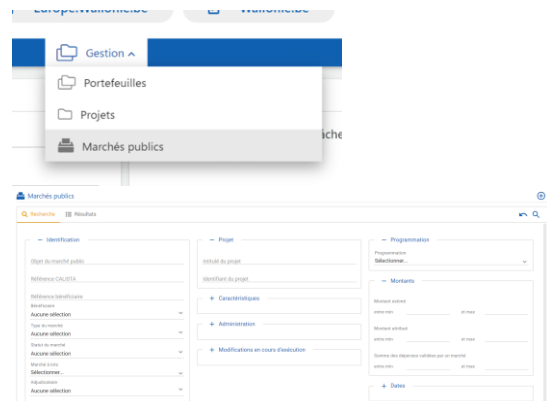 Europe.Wallonie.be
Wallonie.be
Gestion
Portefeuilles
Projets
Marchés publics
Marchés publics
Recherche
Résultats
Identification
Objet du marché public
Référence CALISTA
Référence bénéficiaire
Bénéficiaire
Aucune sélection
Type du marché
Aucune sélection
Statut du marché
Aucune sélection
Marché à lots
Sélectionner...
Adjudicataire
Aucune sélection
Projet
Intitulé du projet
Identifiant du projet
Caractéristiques
Administration
Modifications en cours d'exécution
Programmation
Programmation
Sélectionner...
Montants
Montant estimé
entre min
et max
Montant attribué
entre min
et max
Somme des dépenses validées par un marché
entre min
et max
Dates